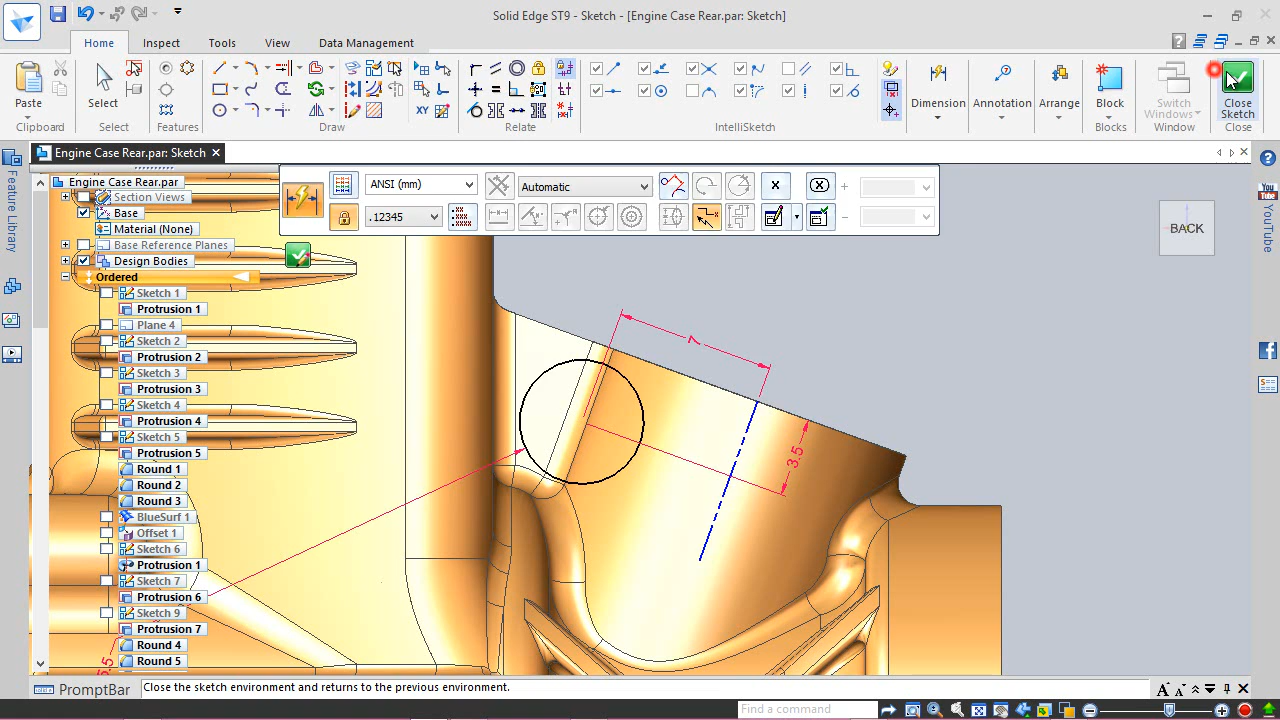 Solid Edge ST9 - Sketch - [Engine Case Rear.par: Sketch]
Home
Inspect
Tools
View
Data Management
Paste
Select
Dimension
Annotation
Arrange
Block
Switch Windows
Close Sketch
Clipboard
Select
Features
Draw
Relate
IntelliSketch
Blocks
Window
Close
Engine Case Rear.par: Sketch
ANSI (mm)
Automatic
.12345
Feature Library
YouTube
BACK
Engine Case Rear.par
Section Views
Base
Material (None)
Base Reference Planes
Design Bodies
Ordered
Sketch 1
Protrusion 1
Plane 4
Sketch 2
Protrusion 2
Sketch 3
Protrusion 3
Sketch 4
Protrusion 4
Sketch 5
Protrusion 5
Round 1
Round 2
Round 3
BlueSurf 1
Offset 1
Sketch 6
Protrusion 1
Sketch 7
Protrusion 6
Sketch 9
Protrusion 7
Round 4
Round 5
7
3.5
5.5
PromptBar
Close the sketch environment and returns to the previous environment.
Find a command